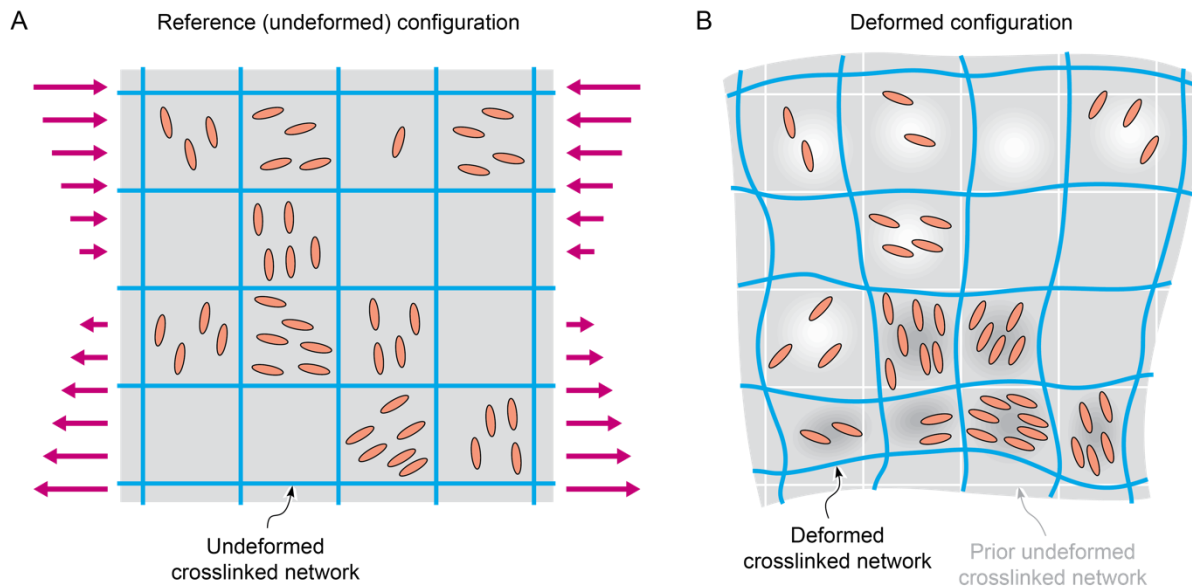 A
Reference (undeformed) configuration
B
Deformed configuration
Undeformed
crosslinked network
Deformed
crosslinked network
Prior undeformed
crosslinked network